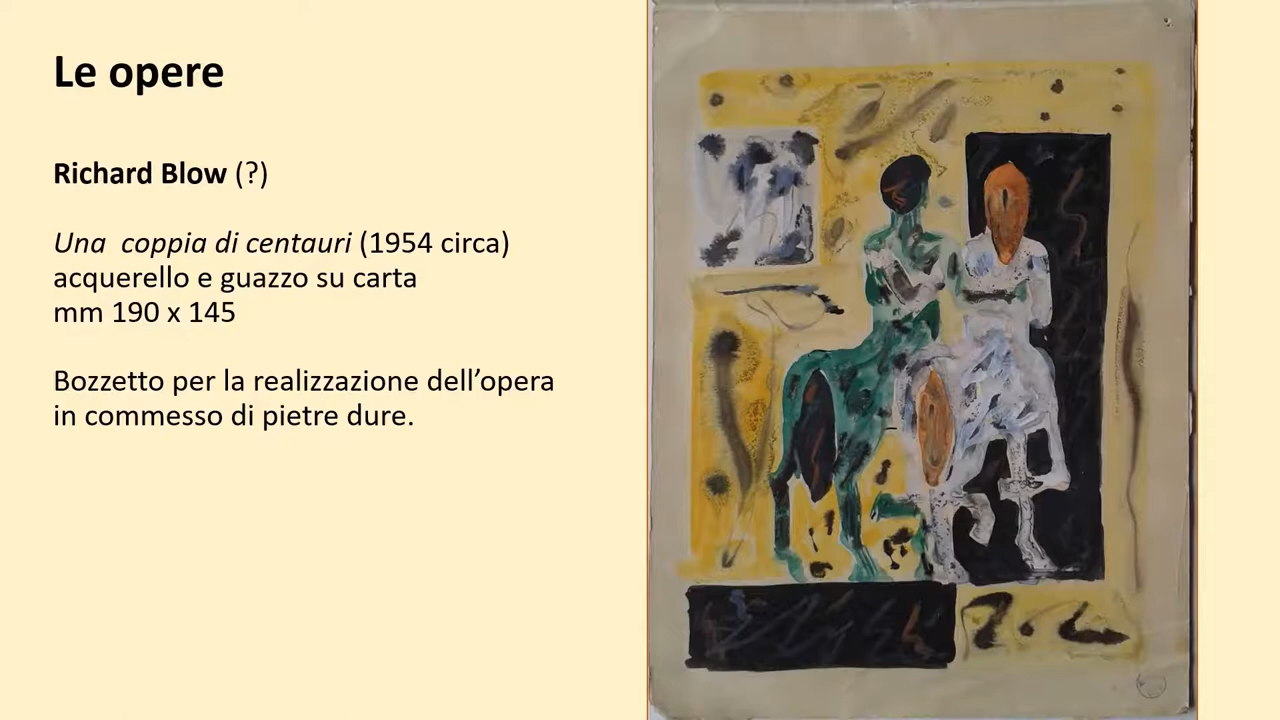 Le opere
Richard Blow (?)
Una  coppia di centauri (1954 circa)
acquerello e guazzo su carta
mm 190 x 145
Bozzetto per la realizzazione dell’opera
in commesso di pietre dure.